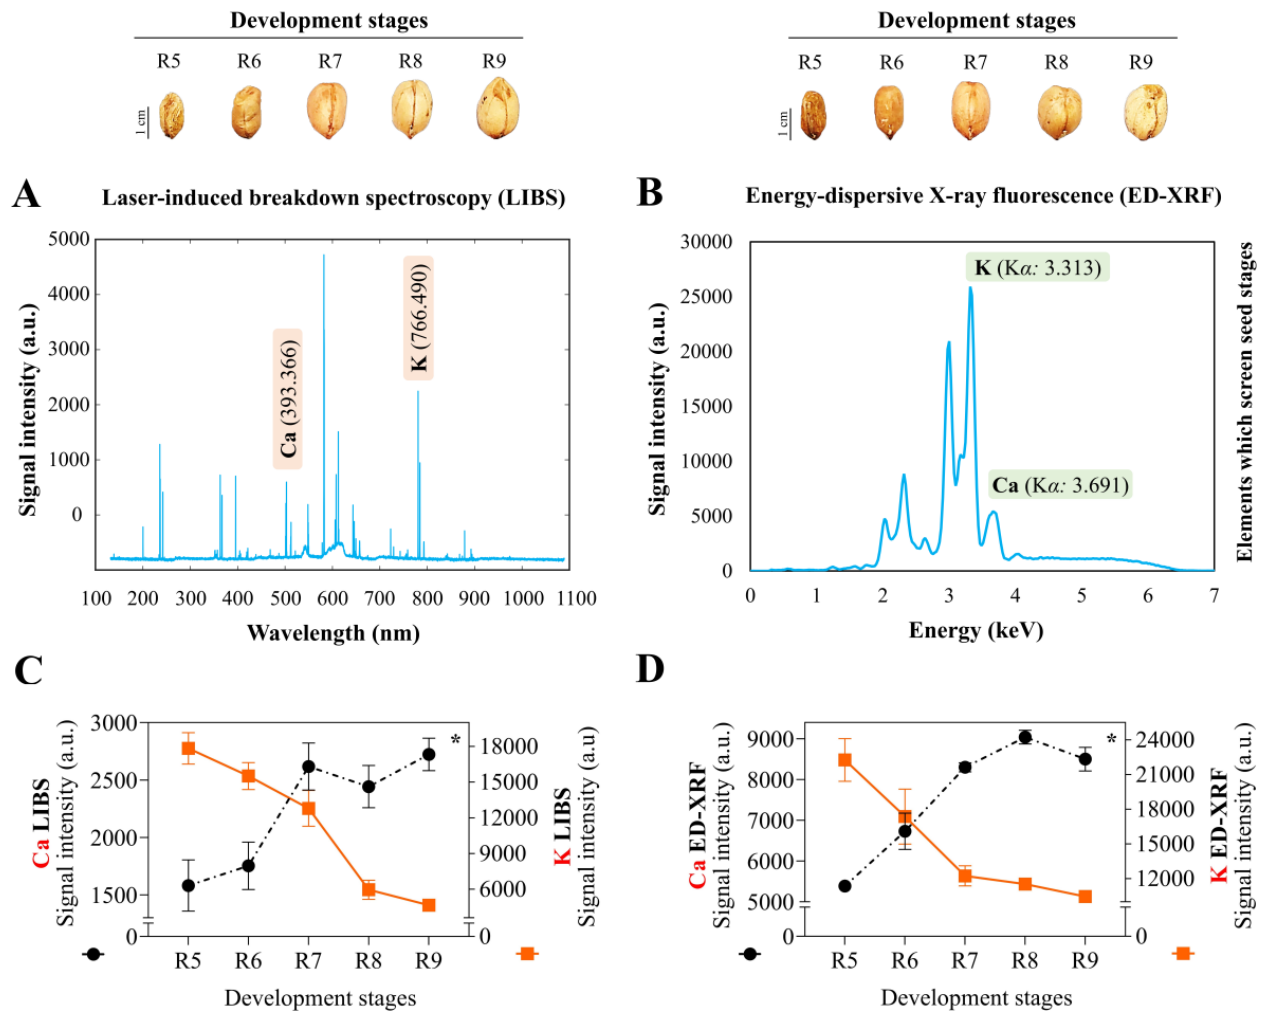 Development stages
R5 R6 R7 R8 R9
1 cm
Development stages
R5 R6 R7 R8 R9
1 cm
A Laser-induced breakdown spectroscopy (LIBS)
5000
4000
3000
2000
1000
0
Signal intensity (a.u.)
Ca (393.366)
K (766.490)
100 200 300 400 500 600 700 800 900 1000 1100
Wavelength (nm)
B Energy-dispersive X-ray fluorescence (ED-XRF)
30000
25000
20000
15000
10000
5000
0
Signal intensity (a.u.)
K (Kα: 3.313)
Ca (Kα: 3.691)
0 1 2 3 4 5 6 7
Energy (keV)
Elements which screen seed stages
C
Ca LIBS
Signal intensity (a.u.)
3000
2500
2000
1500
0
*
18000
15000
12000
9000
6000
0
K LIBS
Signal intensity (a.u)
R5 R6 R7 R8 R9
Development stages
D
Ca ED-XRF
Signal intensity (a.u.)
9000
8000
7000
6000
5000
0
*
24000
21000
18000
15000
12000
0
K ED-XRF
Signal intensity (a.u.)
R5 R6 R7 R8 R9
Development stages